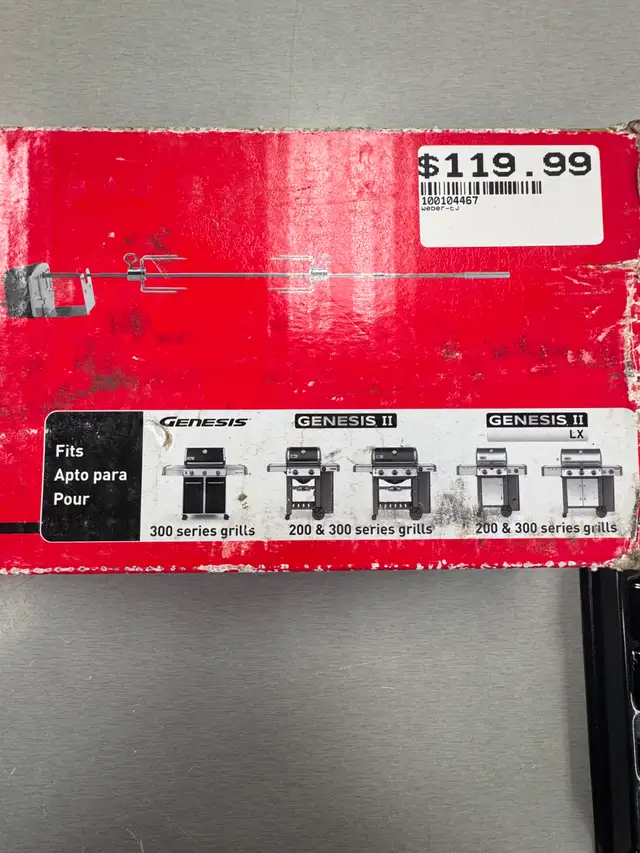 $119.99
100104467
Weber-EJ
GENESIS
GENESIS II
GENESIS II
LX
Fits
Apto para
Pour
300 series grills
200 & 300 series grills
200 & 300 series grills